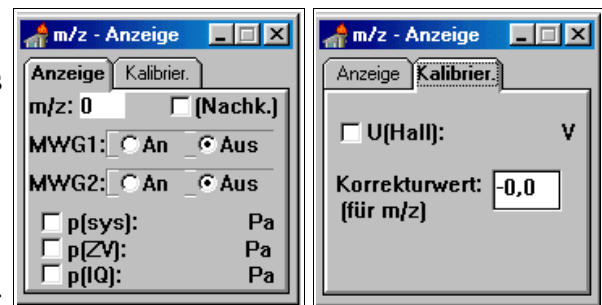 m/z - Anzeige
Anzeige Kalibrier.
m/z: 0 (Nachk.)
MWG1: An Aus
MWG2: An Aus
p(sys): Pa
p(ZV): Pa
p(IQ): Pa
m/z - Anzeige
Anzeige Kalibrier.
U(Hall): V
Korrekturwert: -0,0
(für m/z)